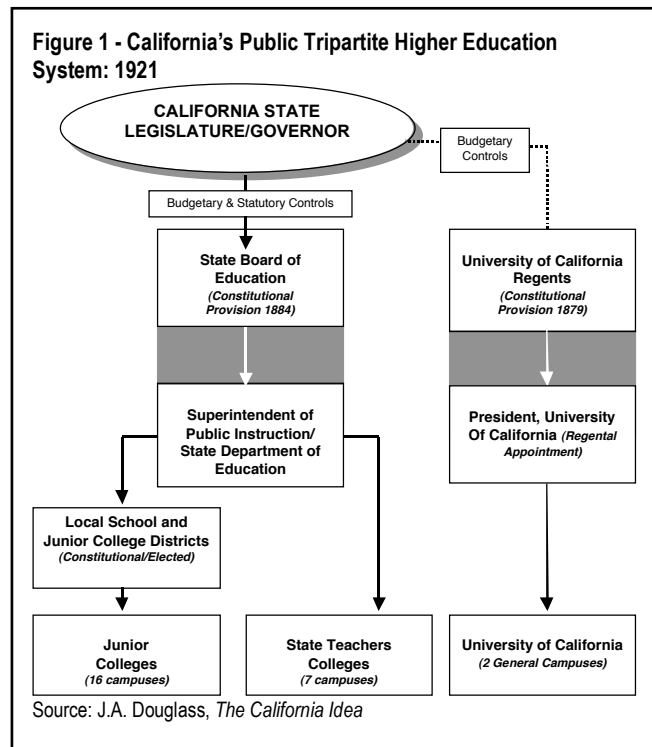 Figure 1 - California's Public Tripartite Higher Education
System: 1921
CALIFORNIA STATE
LEGISLATURE/GOVERNOR
Budgetary
Controls
Budgetary & Statutory Controls
State Board of
Education
(Constitutional
Provision 1884)
University of California
Regents
(Constitutional
Provision 1879)
Superintendent of
Public Instruction/
State Department of
Education
President, University
Of California (Regental
Appointment)
Local School and
Junior College Districts
(Constitutional/Elected)
Junior
Colleges
(16 campuses)
State Teachers
Colleges
(7 campuses)
University of California
(2 General Campuses)
Source: J.A. Douglass, The California Idea